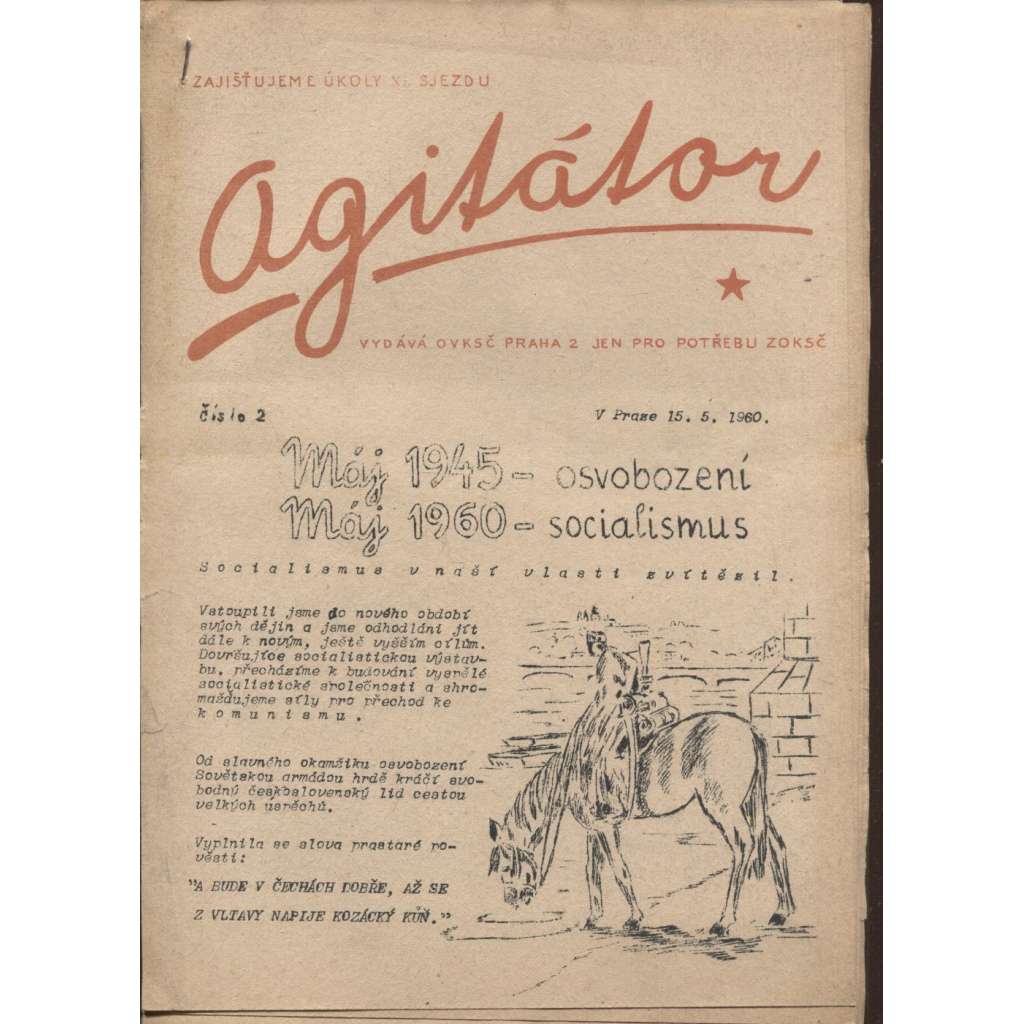 ZAJIŠŤUJEME ÚKOLY XI. SJEZDU
Agitátor
VYDÁVÁ OVKSČ PRAHA 2 JEN PRO POTŘEBU ZOKSČ
číslo 2
V Praze 15. 5. 1960.
Máj 1945 - osvobození
Máj 1960 - socialismus
Socialismus v naší vlasti zvítězil.
Vstoupili jsme do nového období
svých dějin a jsme odhodláni jít
dále k novým, ještě vyšším cílům.
Dovršujíce socialistickou výstav-
bu, přecházíme k budování vyspělé
socialistické společnosti a shro-
mažďujeme síly pro přechod ke
komunismu.
Od slavného okamžiku osvobození
Sovětskou armádou hrdě kráčí svo-
bodný československý lid cestou
velkých úspěchů.
Vyplnila se slova prastaré po-
věsti:
"A BUDE V ČECHÁCH DOBŘE, AŽ SE
Z VLTAVY NAPIJE KOZÁCKÝ KŮŇ."